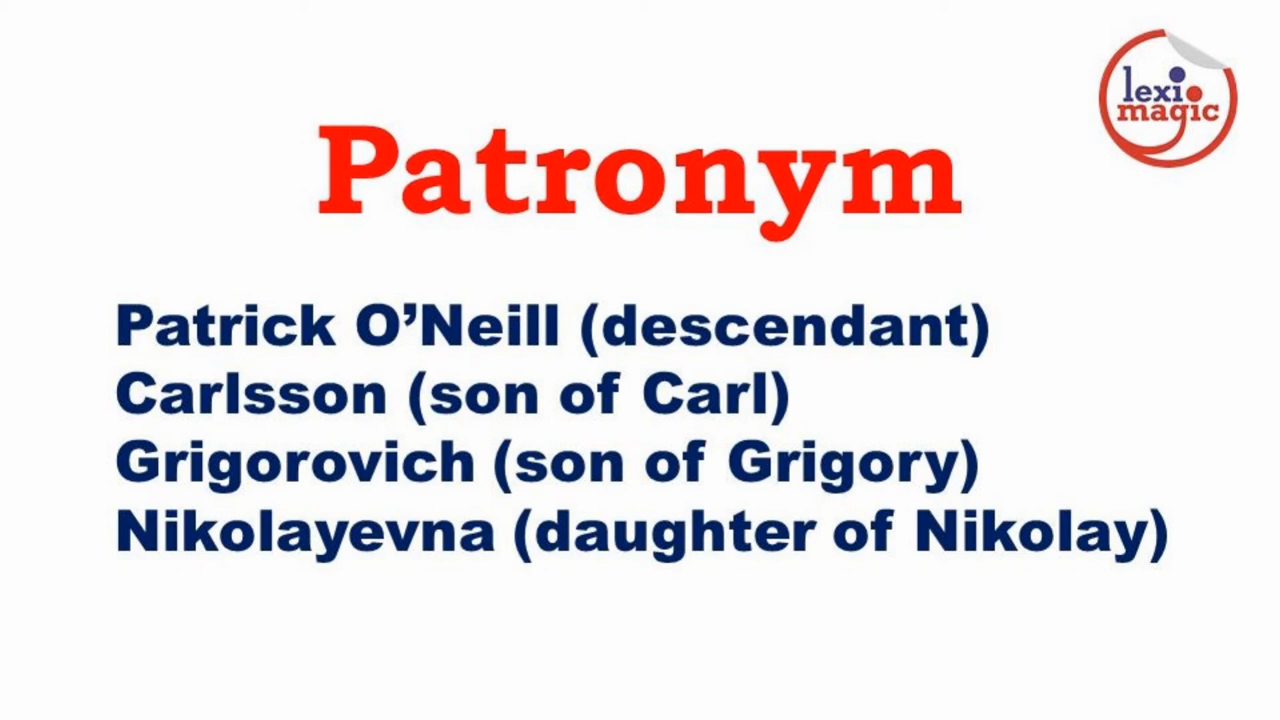 lexi
magic
Patronym
Patrick O’Neill (descendant)
Carlsson (son of Carl)
Grigorovich (son of Grigory)
Nikolayevna (daughter of Nikolay)